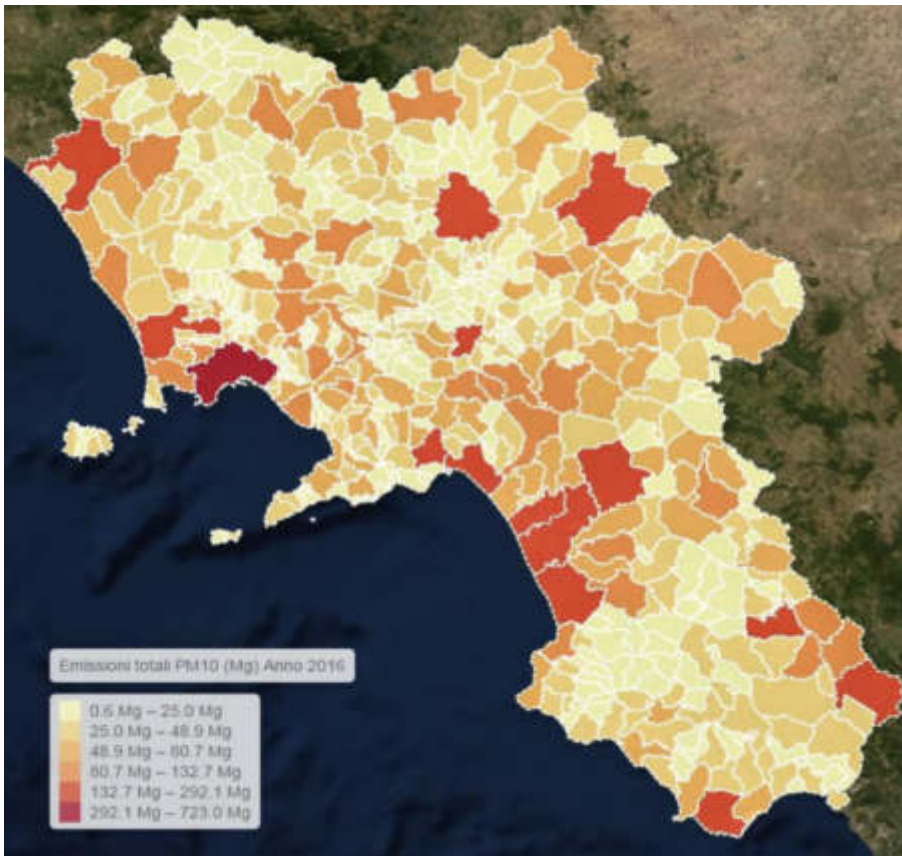 Emissioni totali PM10 (Mg) Anno 2016
0.6 Mg – 25.0 Mg
25.0 Mg – 48.9 Mg
48.9 Mg – 80.7 Mg
80.7 Mg – 132.7 Mg
132.7 Mg – 292.1 Mg
292.1 Mg – 723.0 Mg